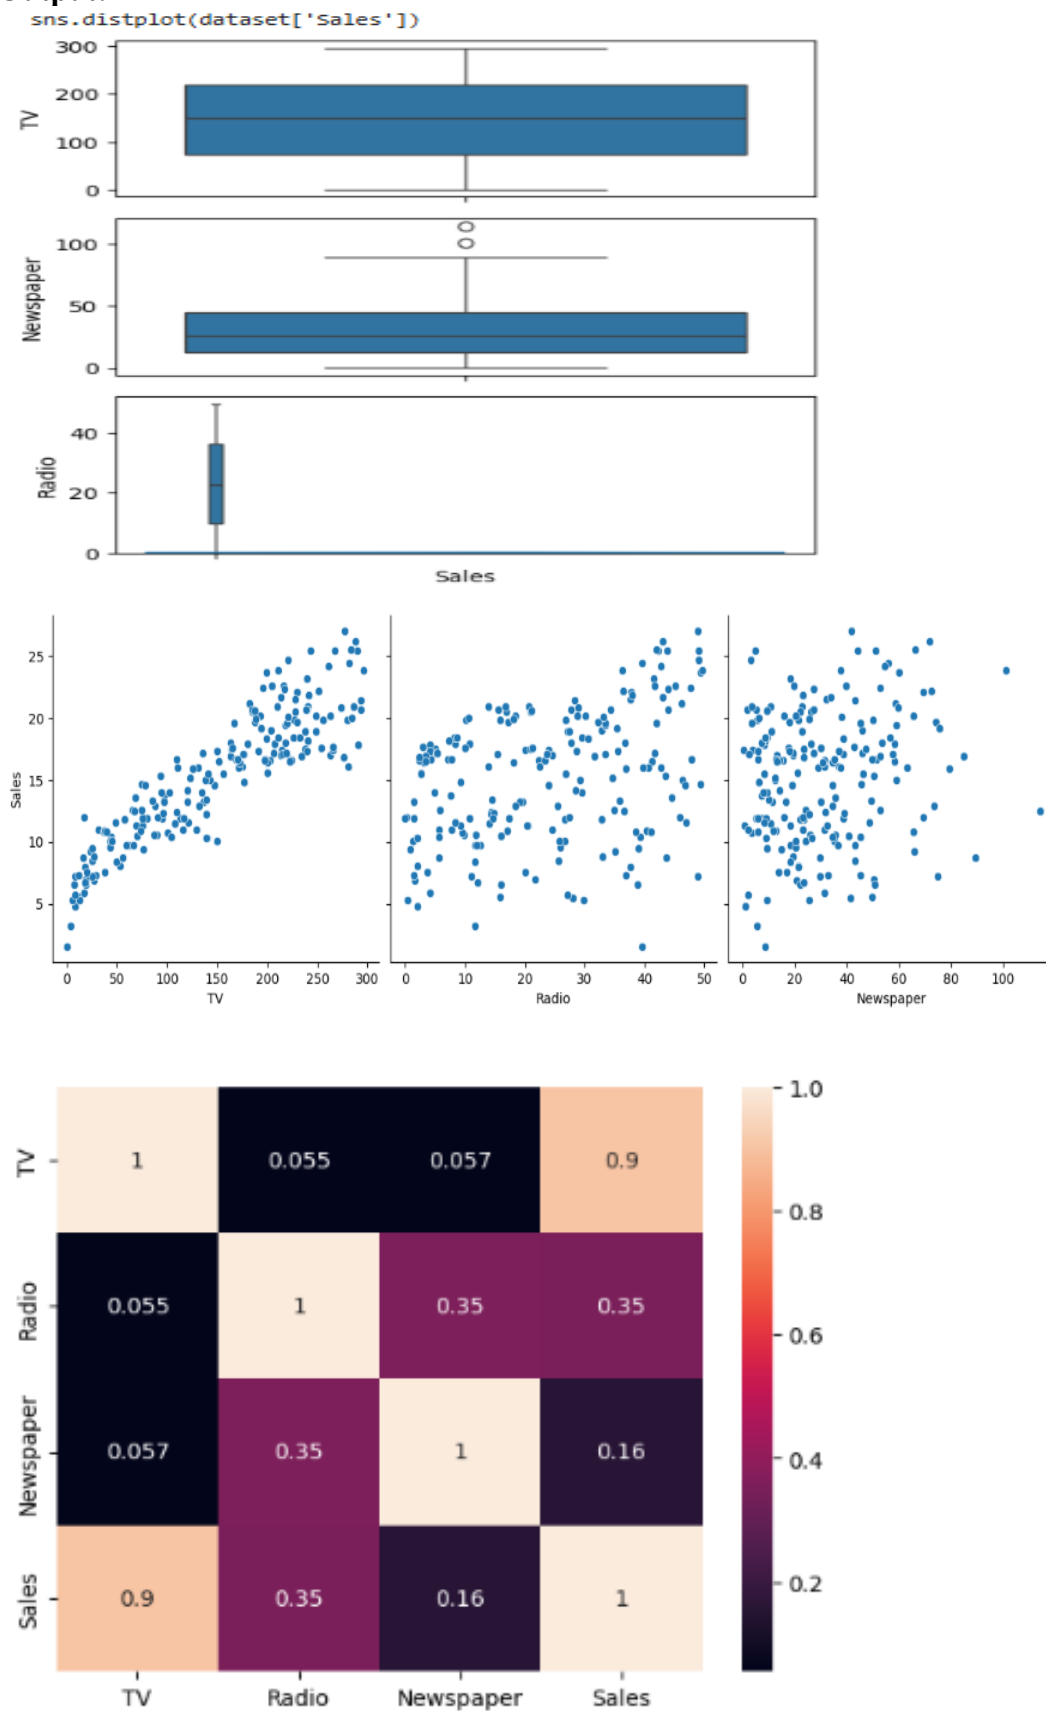 sns.distplot(dataset['Sales'])
300
200
100
0
TV
100
50
0
Newspaper
40
20
0
Radio
Sales
25
20
15
10
5
Sales
0 50 100 150 200 250 300
TV
0 10 20 30 40 50
Radio
0 20 40 60 80 100
Newspaper
TV 1 0.055 0.057 0.9
Radio 0.055 1 0.35 0.35
Newspaper 0.057 0.35 1 0.16
Sales 0.9 0.35 0.16 1
TV Radio Newspaper Sales
1.0
0.8
0.6
0.4
0.2